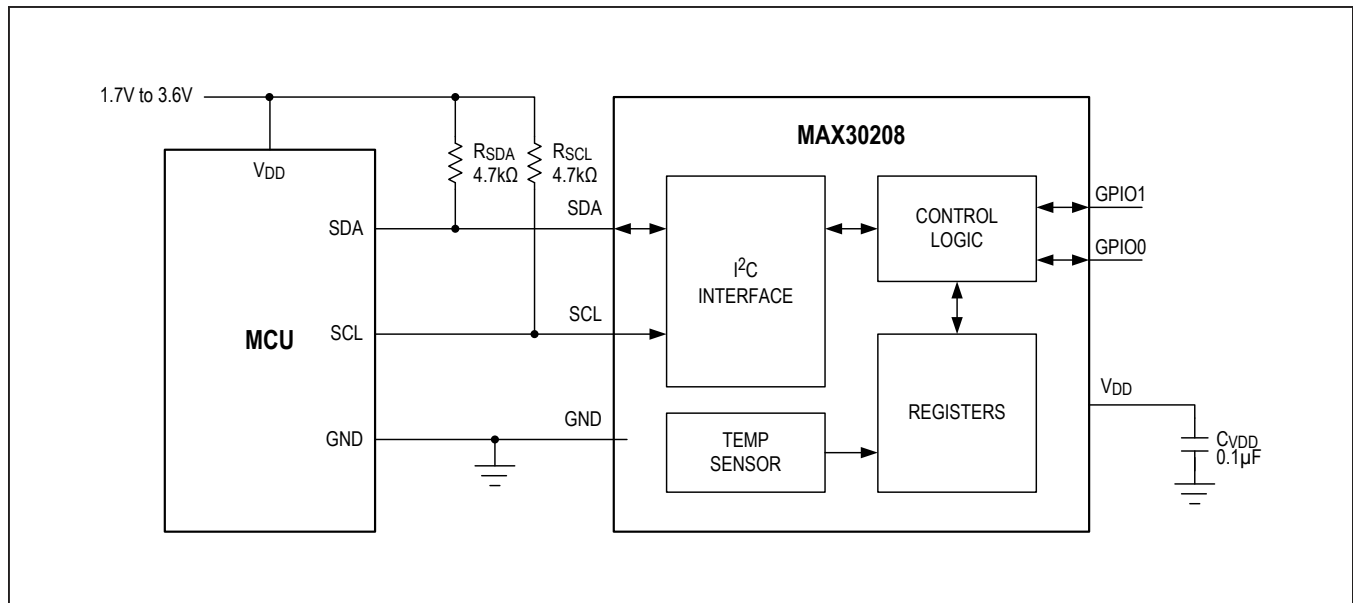 1.7V to 3.6V
MAX30208
VDD
RSDA
4.7kΩ
RSCL
4.7kΩ
SDA
SDA
I2C
INTERFACE
CONTROL
LOGIC
GPIO1
GPIO0
MCU
SCL
SCL
GND
GND
TEMP
SENSOR
REGISTERS
VDD
CVDD
0.1µF